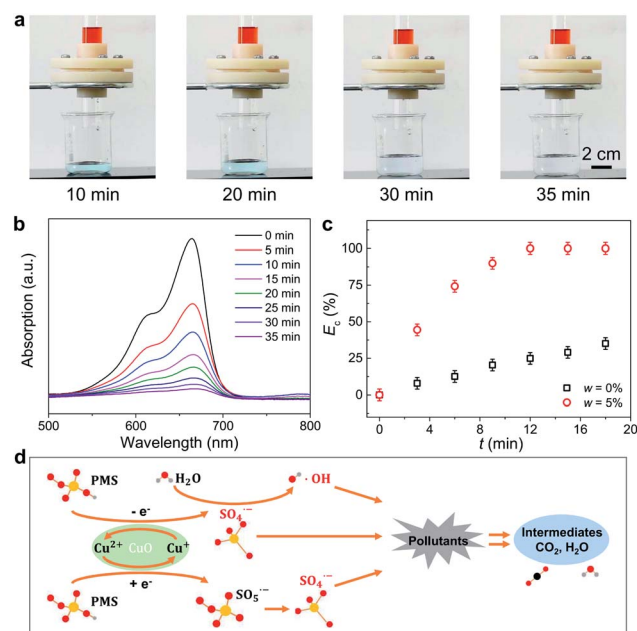 a
10 min
20 min
30 min
35 min
2 cm
b
Absorption (a.u.)
0 min
5 min
10 min
15 min
20 min
25 min
30 min
35 min
500
600
700
800
Wavelength (nm)
c
E_c (%)
100
75
50
25
0
0
4
8
12
16
20
t (min)
w = 0%
w = 5%
d
PMS
H₂O
· OH
- e⁻
SO₄·⁻
Cu²⁺ CuO Cu⁺
+ e⁻
PMS
SO₅·⁻
SO₄·⁻
Pollutants
Intermediates
CO₂, H₂O